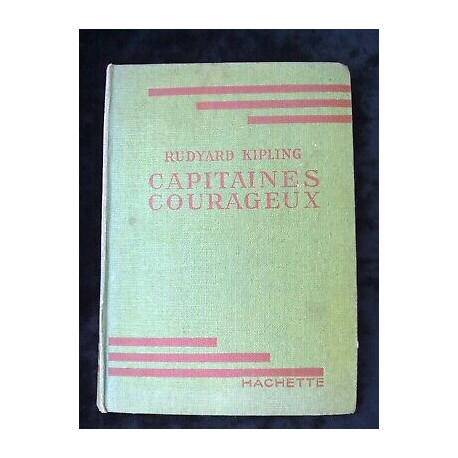 RUDYARD KIPLING
CAPITAINES
COURAGEUX
HACHETTE